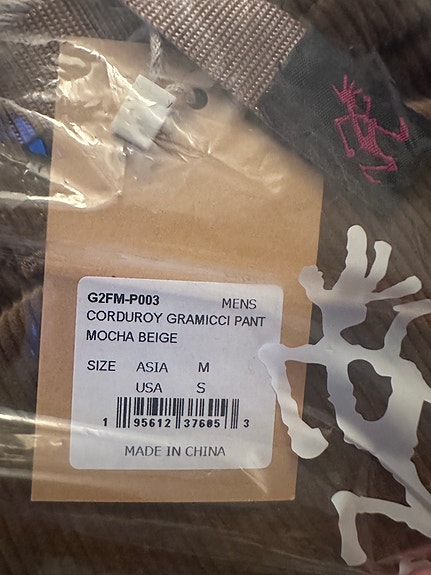 G2FM-P003 MENS
CORDUROY GRAMICCI PANT
MOCHA BEIGE
SIZE ASIA M
USA S
1 95612 37605 3
MADE IN CHINA